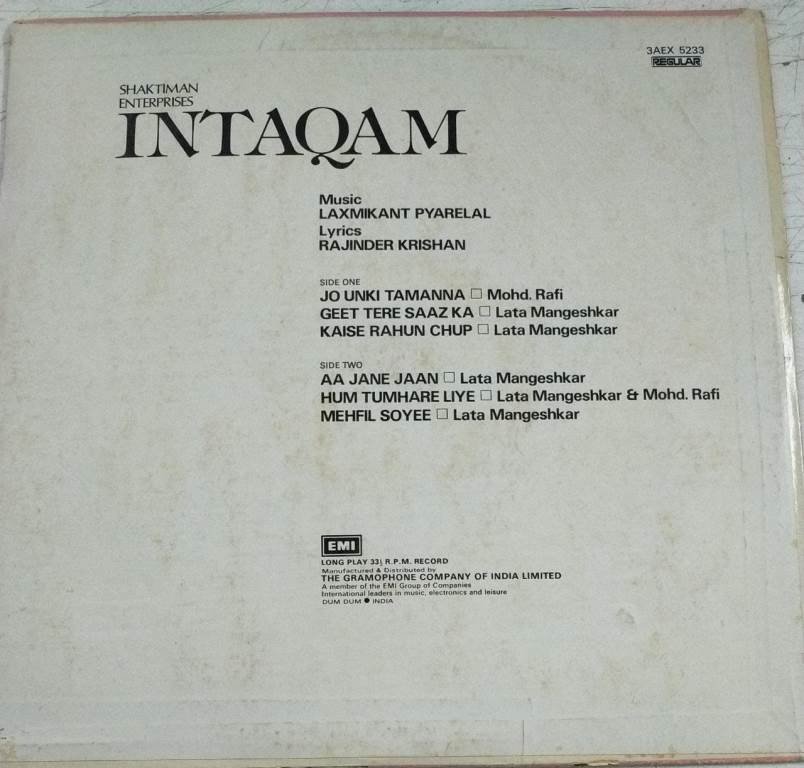 3AEX 5233
REGULAR
SHAKTIMAN
ENTERPRISES
INTAQAM
Music
LAXMIKANT PYARELAL
Lyrics
RAJINDER KRISHAN
SIDE ONE
JO UNKI TAMANNA □ Mohd. Rafi
GEET TERE SAAZ KA □ Lata Mangeshkar
KAISE RAHUN CHUP □ Lata Mangeshkar
SIDE TWO
AA JANE JAAN □ Lata Mangeshkar
HUM TUMHARE LIYE □ Lata Mangeshkar & Mohd. Rafi
MEHFIL SOYEE □ Lata Mangeshkar
EMI
LONG PLAY 33⅓ R.P.M. RECORD
Manufactured & Distributed by
THE GRAMOPHONE COMPANY OF INDIA LIMITED
A member of the EMI Group of Companies
International leaders in music, electronics and leisure
DUM DUM ● INDIA